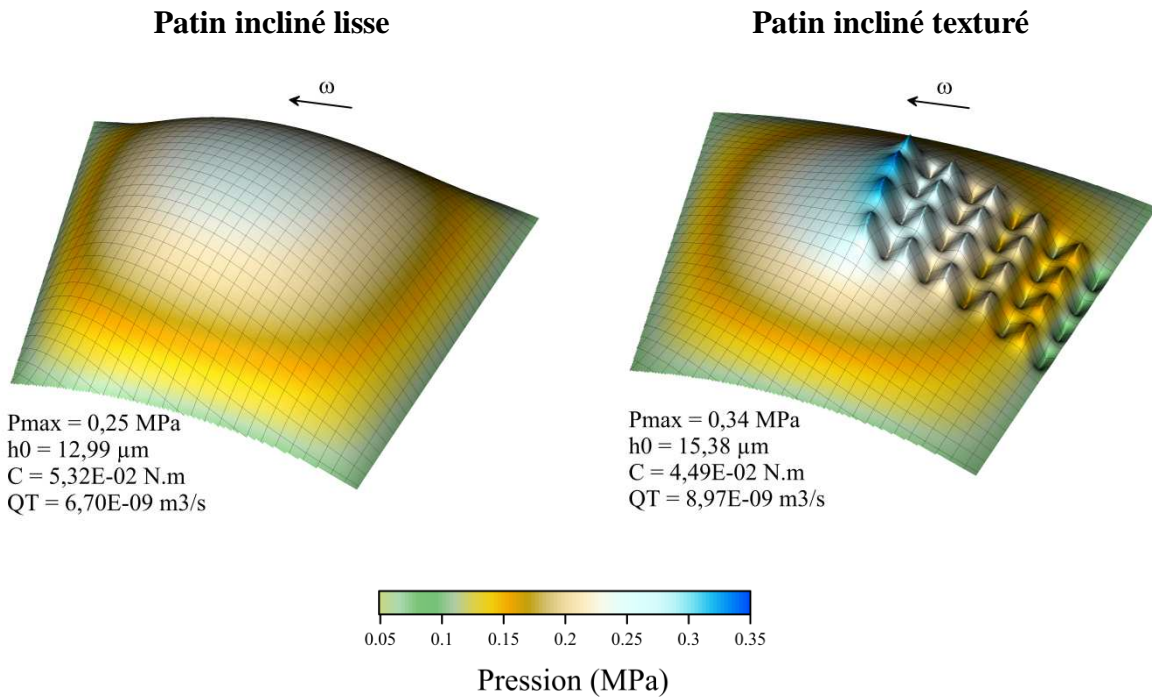 Patin incliné lisse
Patin incliné texturé
ω
ω
Pmax = 0,25 MPa
h0 = 12,99 µm
C = 5,32E-02 N.m
QT = 6,70E-09 m3/s
Pmax = 0,34 MPa
h0 = 15,38 µm
C = 4,49E-02 N.m
QT = 8,97E-09 m3/s
0.05 0.1 0.15 0.2 0.25 0.3 0.35
Pression (MPa)